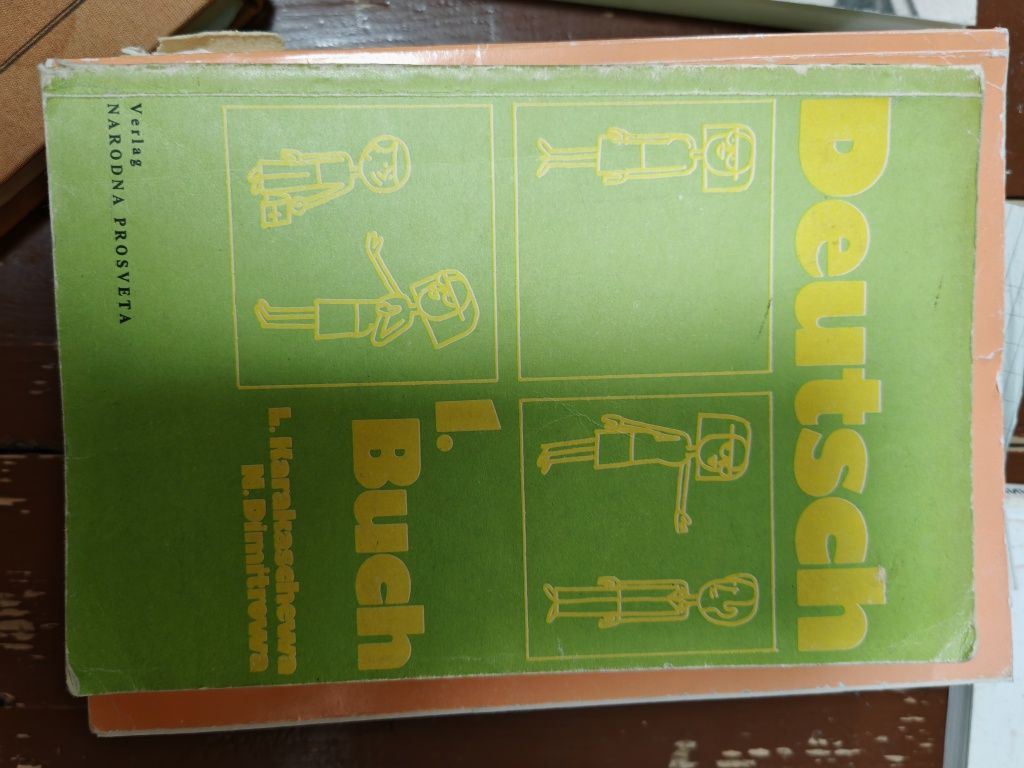 Deutsch
1.
Buch
L. Karakaschewa
N. Dimitrowa
Verlag
NARODNA PROSVETA